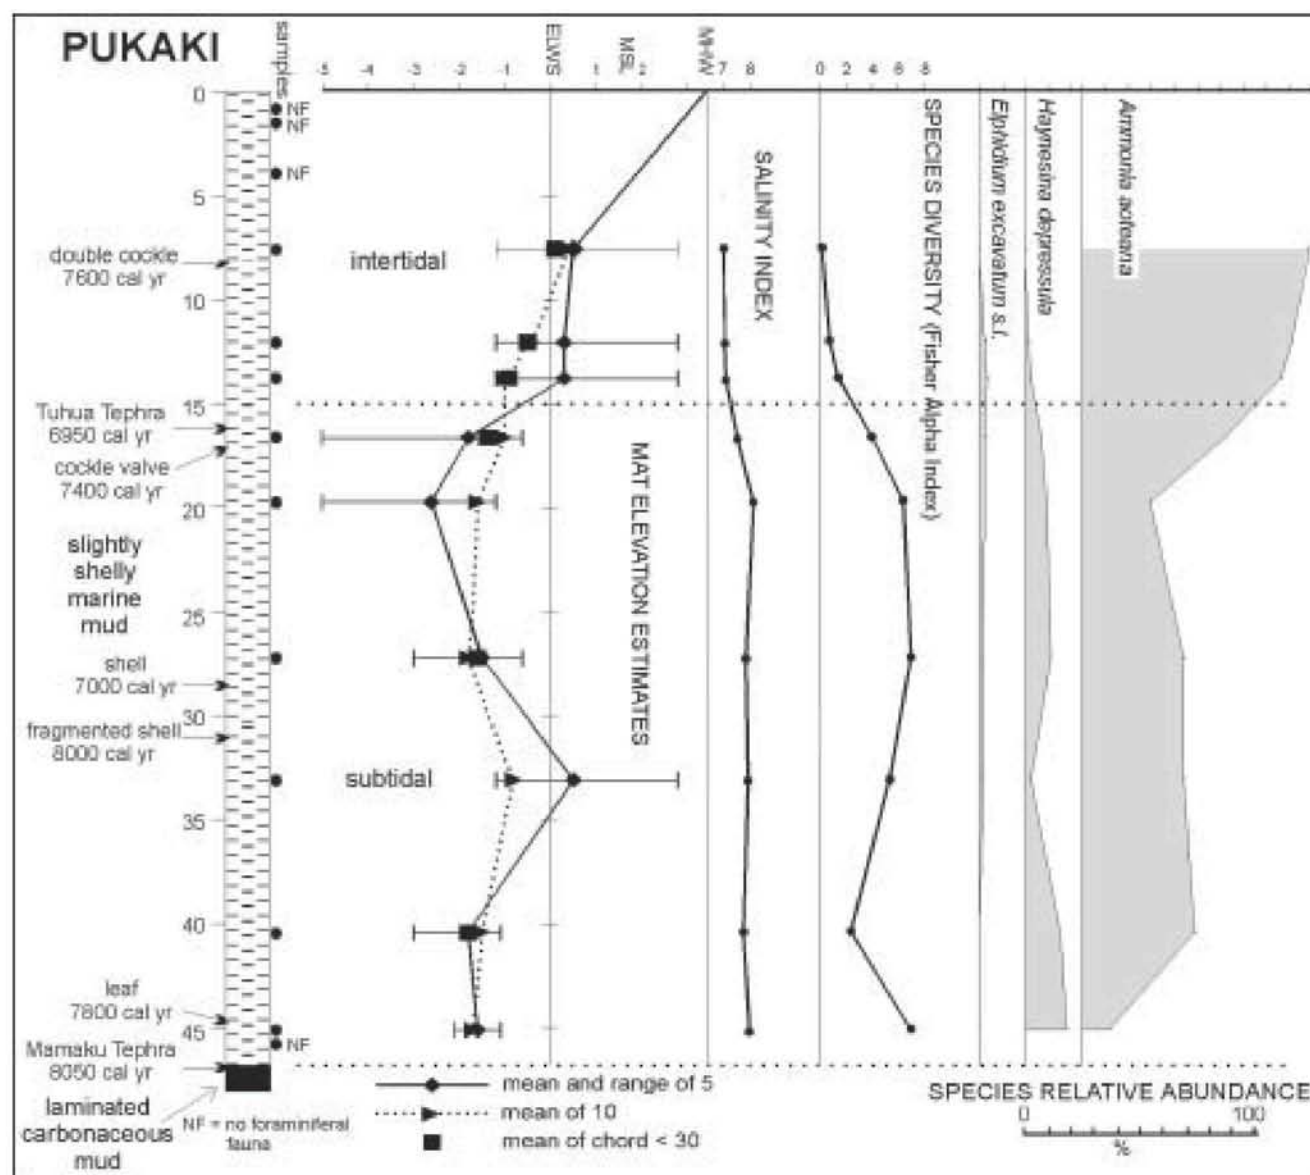 PUKAKI
samples
ELWS
MSL
MHW
-5 -4 -3 -2 -1 1 2
7 8
0 2 4 6 8
0
NF
NF
NF
5
double cockle
7600 cal yr
intertidal
10
15
Tuhua Tephra
6950 cal yr
cockle valve
7400 cal yr
20
slightly
shelly
marine
mud
25
shell
7000 cal yr
30
fragmented shell
8000 cal yr
subtidal
35
40
leaf
7800 cal yr
45
NF
Mamaku Tephra
8050 cal yr
laminated
carbonaceous
mud
NF = no foraminiferal
fauna
mean and range of 5
mean of 10
mean of chord < 30
MAT ELEVATION ESTIMATES
SALINITY INDEX
SPECIES DIVERSITY (Fisher Alpha Index)
Elphidium excavatum s.l.
Haynesina depressula
Ammonia aoteana
SPECIES RELATIVE ABUNDANCE
0 100
%